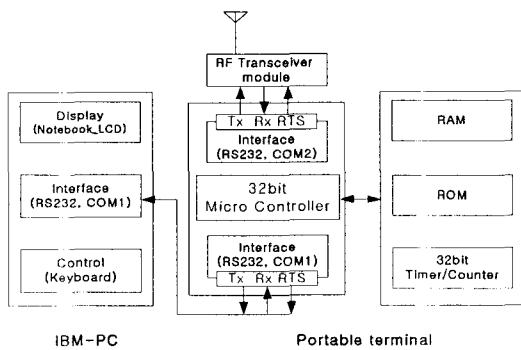 RF Transceiver
module
Display
(Notebook_LCD)
Interface
(RS232, COM1)
Control
(Keyboard)
IBM-PC
Tx Rx RTS
Interface
(RS232, COM2)
32bit
Micro Controller
Interface
(RS232, COM1)
Tx Rx RTS
RAM
ROM
32bit
Timer/Counter
Portable terminal